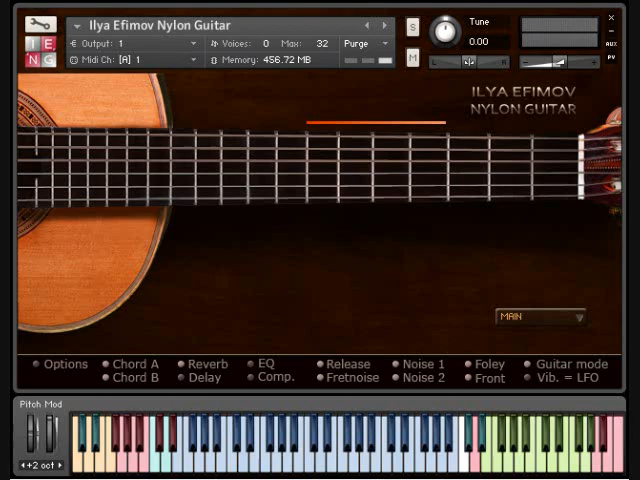 Ilya Efimov Nylon Guitar
Output: 1
Voices: 0 Max: 32
Purge
Midi Ch: [A] 1
Memory: 456.72 MB
S
M
Tune
0.00
L R
- +
×
-
AUX
PV
I E
N G
ILYA EFIMOV
NYLON GUITAR
MAIN
Options Chord A Reverb EQ Release Noise 1 Foley Guitar mode
Chord B Delay Comp. Fretnoise Noise 2 Front Vib. = LFO
Pitch Mod
+2 oct